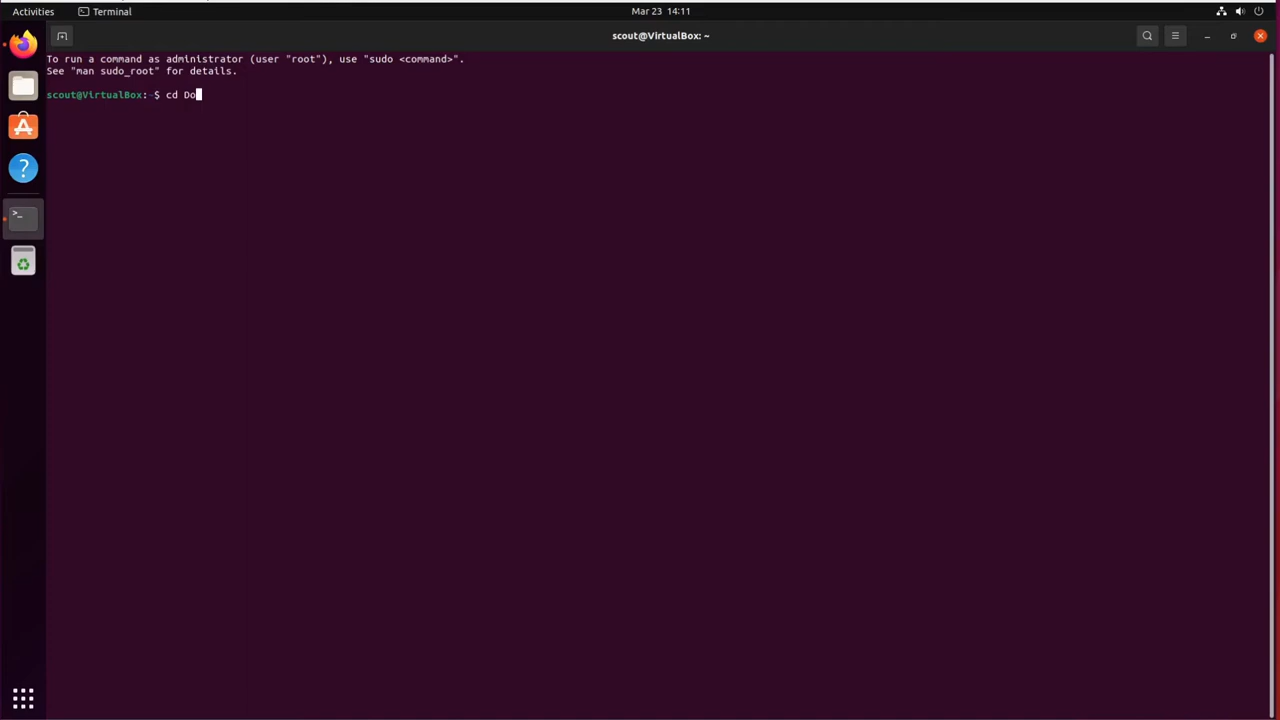 Activities
Terminal
Mar 23 14:11
scout@VirtualBox: ~
To run a command as administrator (user "root"), use "sudo <command>".
See "man sudo_root" for details.
scout@VirtualBox:~$ cd Do